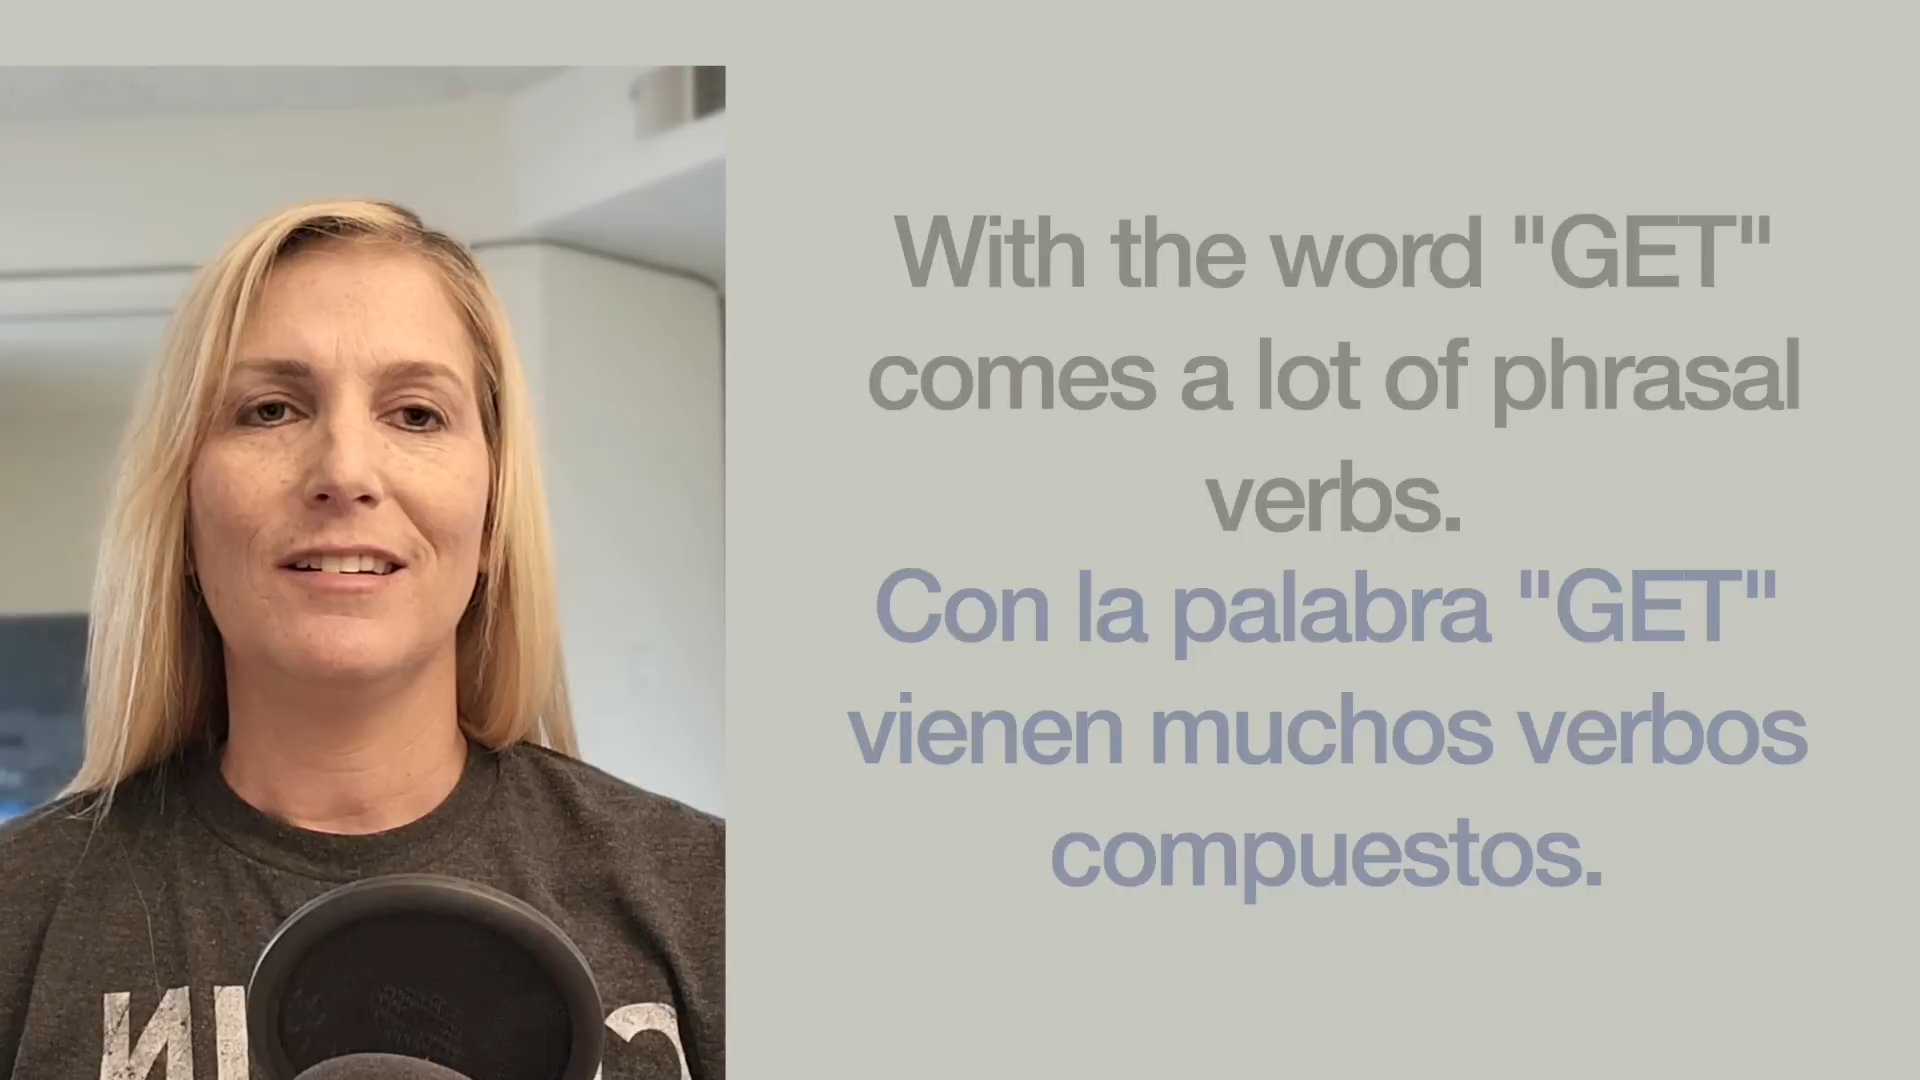 With the word "GET"
comes a lot of phrasal
verbs.
Con la palabra "GET"
vienen muchos verbos
compuestos.